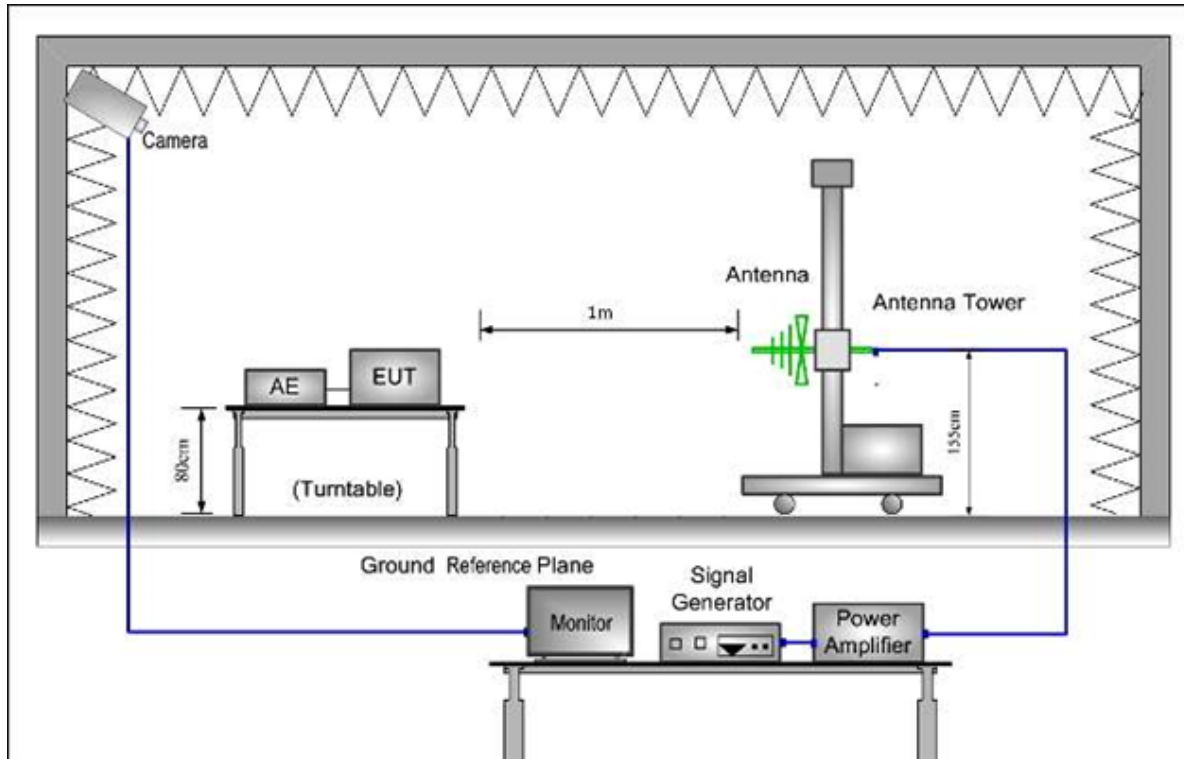 Camera
Antenna
1m
Antenna Tower
AE
EUT
80cm
155cm
(Turntable)
Ground Reference Plane
Signal
Generator
Monitor
Power
Amplifier